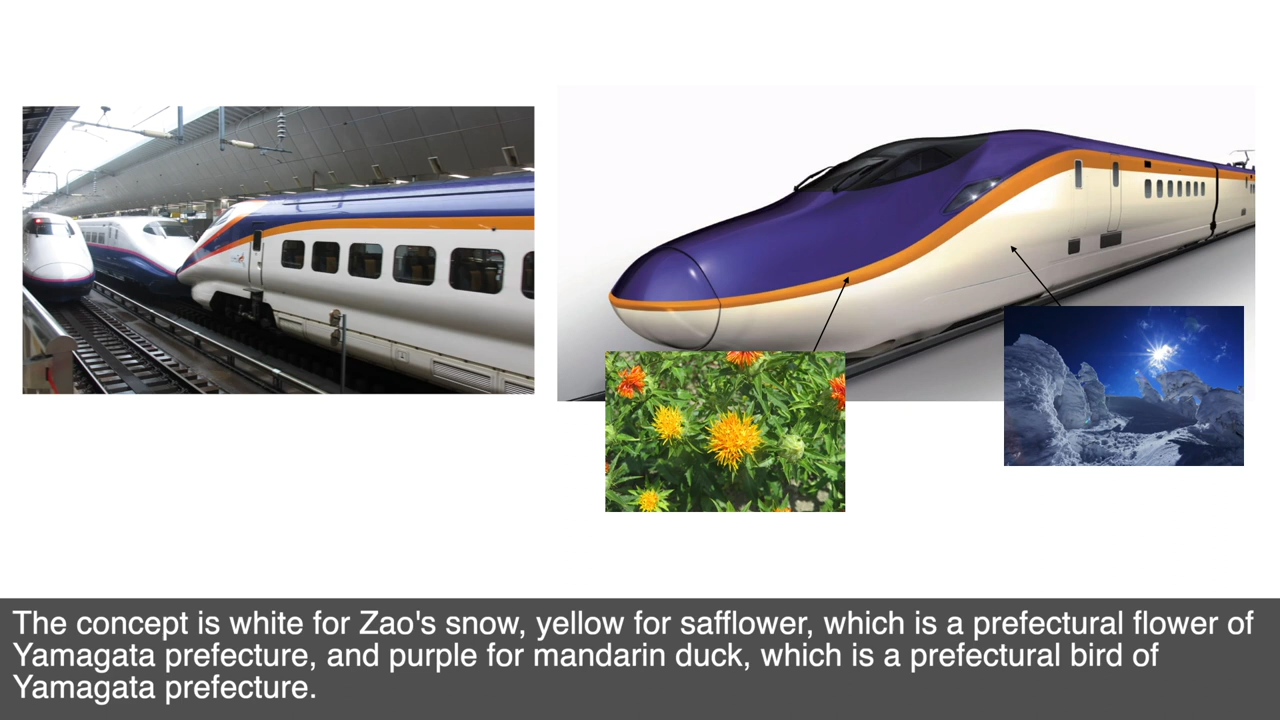 The concept is white for Zao's snow, yellow for safflower, which is a prefectural flower of
Yamagata prefecture, and purple for mandarin duck, which is a prefectural bird of
Yamagata prefecture.